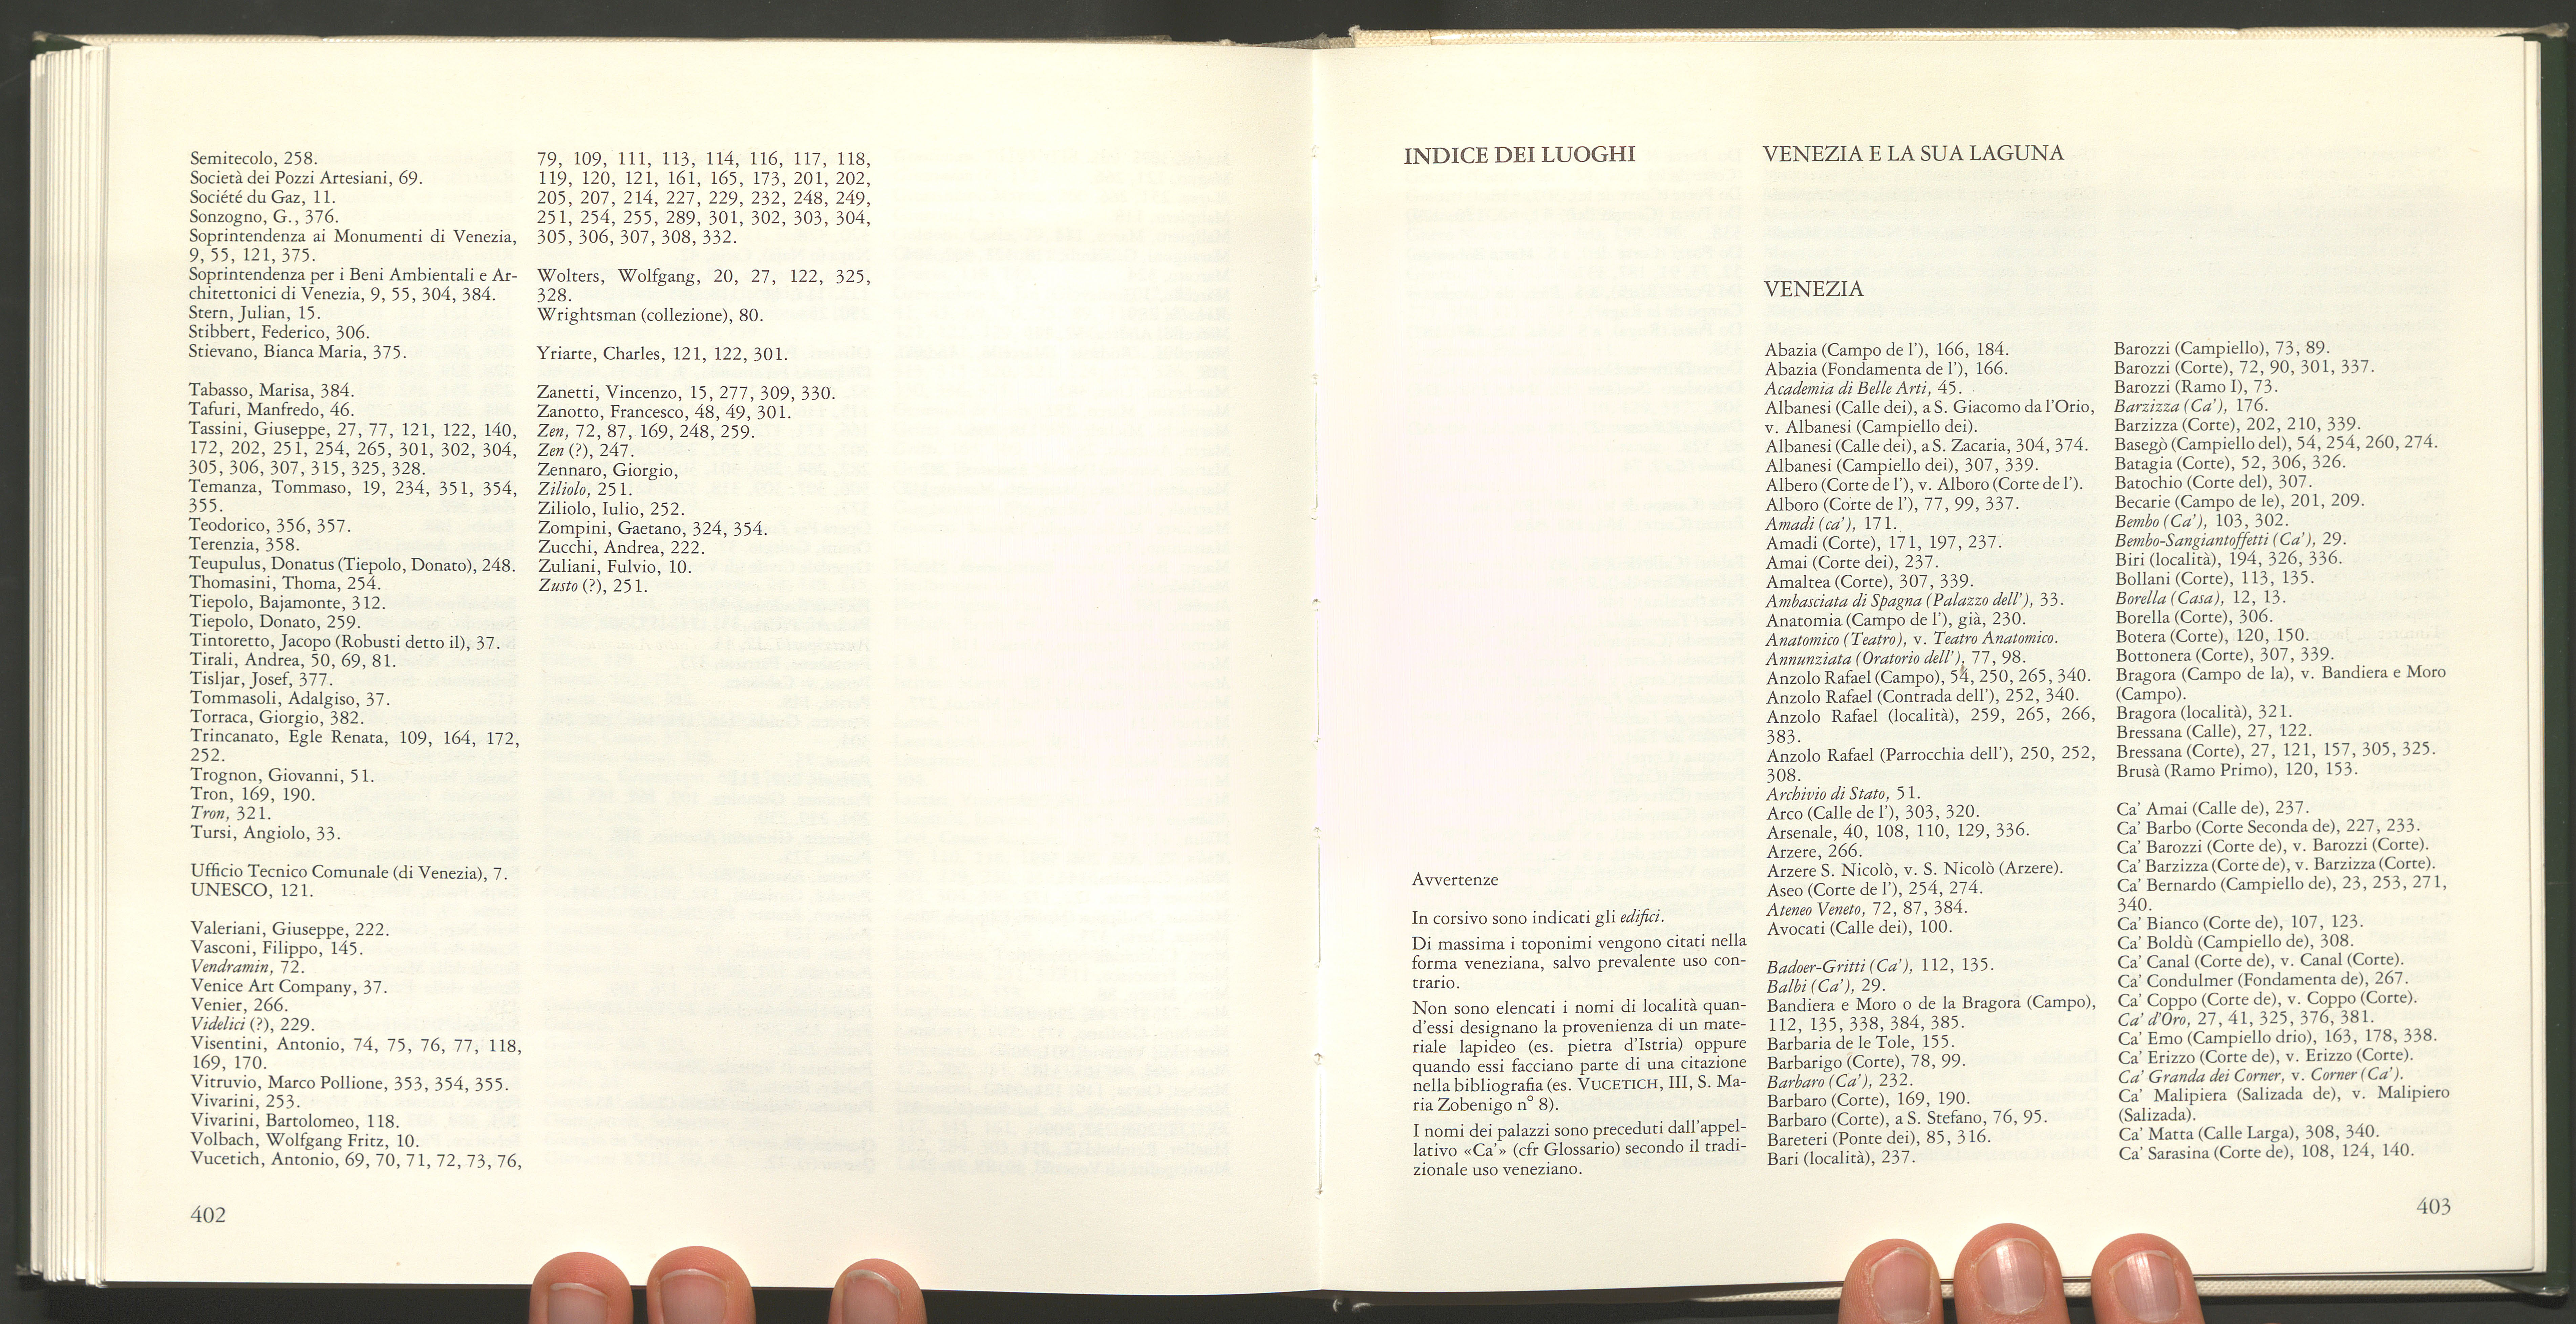 Semitecolo, 258.
Società dei Pozzi Artesiani, 69.
Société du Gaz, 11.
Sonzogno, G., 376.
Soprintendenza ai Monumenti di Venezia,
9, 55, 121, 375.
Soprintendenza per i Beni Ambientali e Ar-
chitettonici di Venezia, 9, 55, 304, 384.
Stern, Julian, 15.
Stibbert, Federico, 306.
Stievano, Bianca Maria, 375.
Tabasso, Marisa, 384.
Tafuri, Manfredo, 46.
Tassini, Giuseppe, 27, 77, 121, 122, 140,
172, 202, 251, 254, 265, 301, 302, 304,
305, 306, 307, 315, 325, 328.
Temanza, Tommaso, 19, 234, 351, 354,
355.
Teodorico, 356, 357.
Terenzia, 358.
Teupulus, Donatus (Tiepolo, Donato), 248.
Thomasini, Thoma, 254.
Tiepolo, Bajamonte, 312.
Tiepolo, Donato, 259.
Tintoretto, Jacopo (Robusti detto il), 37.
Tirali, Andrea, 50, 69, 81.
Tisljar, Josef, 377.
Tommasoli, Adalgiso, 37.
Torraca, Giorgio, 382.
Trincanato, Egle Renata, 109, 164, 172,
252.
Trognon, Giovanni, 51.
Tron, 169, 190.
Tron, 321.
Tursi, Angiolo, 33.
Ufficio Tecnico Comunale (di Venezia), 7.
UNESCO, 121.
Valeriani, Giuseppe, 222.
Vasconi, Filippo, 145.
Vendramin, 72.
Venice Art Company, 37.
Venier, 266.
Videlici (?), 229.
Visentini, Antonio, 74, 75, 76, 77, 118,
169, 170.
Vitruvio, Marco Pollione, 353, 354, 355.
Vivarini, 253.
Vivarini, Bartolomeo, 118.
Volbach, Wolfgang Fritz, 10.
Vucetich, Antonio, 69, 70, 71, 72, 73, 76,
79, 109, 111, 113, 114, 116, 117, 118,
119, 120, 121, 161, 165, 173, 201, 202,
205, 207, 214, 227, 229, 232, 248, 249,
251, 254, 255, 289, 301, 302, 303, 304,
305, 306, 307, 308, 332.
Wolters, Wolfgang, 20, 27, 122, 325,
328.
Wrightsman (collezione), 80.
Yriarte, Charles, 121, 122, 301.
Zanetti, Vincenzo, 15, 277, 309, 330.
Zanotto, Francesco, 48, 49, 301.
Zen, 72, 87, 169, 248, 259.
Zen (?), 247.
Zennaro, Giorgio,
Ziliolo, 251.
Ziliolo, Iulio, 252.
Zompini, Gaetano, 324, 354.
Zucchi, Andrea, 222.
Zuliani, Fulvio, 10.
Zusto (?), 251.
402
INDICE DEI LUOGHI
Avvertenze
In corsivo sono indicati gli edifici.
Di massima i toponimi vengono citati nella
forma veneziana, salvo prevalente uso con-
trario.
Non sono elencati i nomi di località quan-
d'essi designano la provenienza di un mate-
riale lapideo (es. pietra d'Istria) oppure
quando essi facciano parte di una citazione
nella bibliografia (es. VUCETICH, III, S. Ma-
ria Zobenigo n° 8).
I nomi dei palazzi sono preceduti dall'appel-
lativo «Ca'» (cfr Glossario) secondo il tradi-
zionale uso veneziano.
VENEZIA E LA SUA LAGUNA
VENEZIA
Abazia (Campo de l'), 166, 184.
Abazia (Fondamenta de l'), 166.
Academia di Belle Arti, 45.
Albanesi (Calle dei), a S. Giacomo da l'Orio,
v. Albanesi (Campiello dei).
Albanesi (Calle dei), a S. Zacaria, 304, 374.
Albanesi (Campiello dei), 307, 339.
Albero (Corte de l'), v. Alboro (Corte de l').
Alboro (Corte de l'), 77, 99, 337.
Amadi (ca'), 171.
Amadi (Corte), 171, 197, 237.
Amai (Corte dei), 237.
Amaltea (Corte), 307, 339.
Ambasciata di Spagna (Palazzo dell'), 33.
Anatomia (Campo de l'), già, 230.
Anatomico (Teatro), v. Teatro Anatomico.
Annunziata (Oratorio dell'), 77, 98.
Anzolo Rafael (Campo), 54, 250, 265, 340.
Anzolo Rafael (Contrada dell'), 252, 340.
Anzolo Rafael (località), 259, 265, 266,
383.
Anzolo Rafael (Parrocchia dell'), 250, 252,
308.
Archivio di Stato, 51.
Arco (Calle de l'), 303, 320.
Arsenale, 40, 108, 110, 129, 336.
Arzere, 266.
Arzere S. Nicolò, v. S. Nicolò (Arzere).
Aseo (Corte de l'), 254, 274.
Ateneo Veneto, 72, 87, 384.
Avocati (Calle dei), 100.
Badoer-Gritti (Ca'), 112, 135.
Balbi (Ca'), 29.
Bandiera e Moro o de la Bragora (Campo),
112, 135, 338, 384, 385.
Barbaria de le Tole, 155.
Barbarigo (Corte), 78, 99.
Barbaro (Ca'), 232.
Barbaro (Corte), 169, 190.
Barbaro (Corte), a S. Stefano, 76, 95.
Bareteri (Ponte dei), 85, 316.
Bari (località), 237.
Barozzi (Campiello), 73, 89.
Barozzi (Corte), 72, 90, 301, 337.
Barozzi (Ramo I), 73.
Barzizza (Ca'), 176.
Barzizza (Corte), 202, 210, 339.
Basegò (Campiello del), 54, 254, 260, 274.
Batagia (Corte), 52, 306, 326.
Batochio (Corte del), 307.
Becarie (Campo de le), 201, 209.
Bembo (Ca'), 103, 302.
Bembo-Sangiantoffetti (Ca'), 29.
Biri (località), 194, 326, 336.
Bollani (Corte), 113, 135.
Borella (Casa), 12, 13.
Borella (Corte), 306.
Botera (Corte), 120, 150.
Bottonera (Corte), 307, 339.
Bragora (Campo de la), v. Bandiera e Moro
(Campo).
Bragora (località), 321.
Bressana (Calle), 27, 122.
Bressana (Corte), 27, 121, 157, 305, 325.
Brusà (Ramo Primo), 120, 153.
Ca' Amai (Calle de), 237.
Ca' Barbo (Corte Seconda de), 227, 233.
Ca' Barozzi (Corte de), v. Barozzi (Corte).
Ca' Barzizza (Corte de), v. Barzizza (Corte).
Ca' Bernardo (Campiello de), 23, 253, 271,
340.
Ca' Bianco (Corte de), 107, 123.
Ca' Boldù (Campiello de), 308.
Ca' Canal (Corte de), v. Canal (Corte).
Ca' Condulmer (Fondamenta de), 267.
Ca' Coppo (Corte de), v. Coppo (Corte).
Ca' d'Oro, 27, 41, 325, 376, 381.
Ca' Emo (Campiello drio), 163, 178, 338.
Ca' Erizzo (Corte de), v. Erizzo (Corte).
Ca' Granda dei Corner, v. Corner (Ca').
Ca' Malipiera (Salizada de), v. Malipiero
(Salizada).
Ca' Matta (Calle Larga), 308, 340.
Ca' Sarasina (Corte de), 108, 124, 140.
403